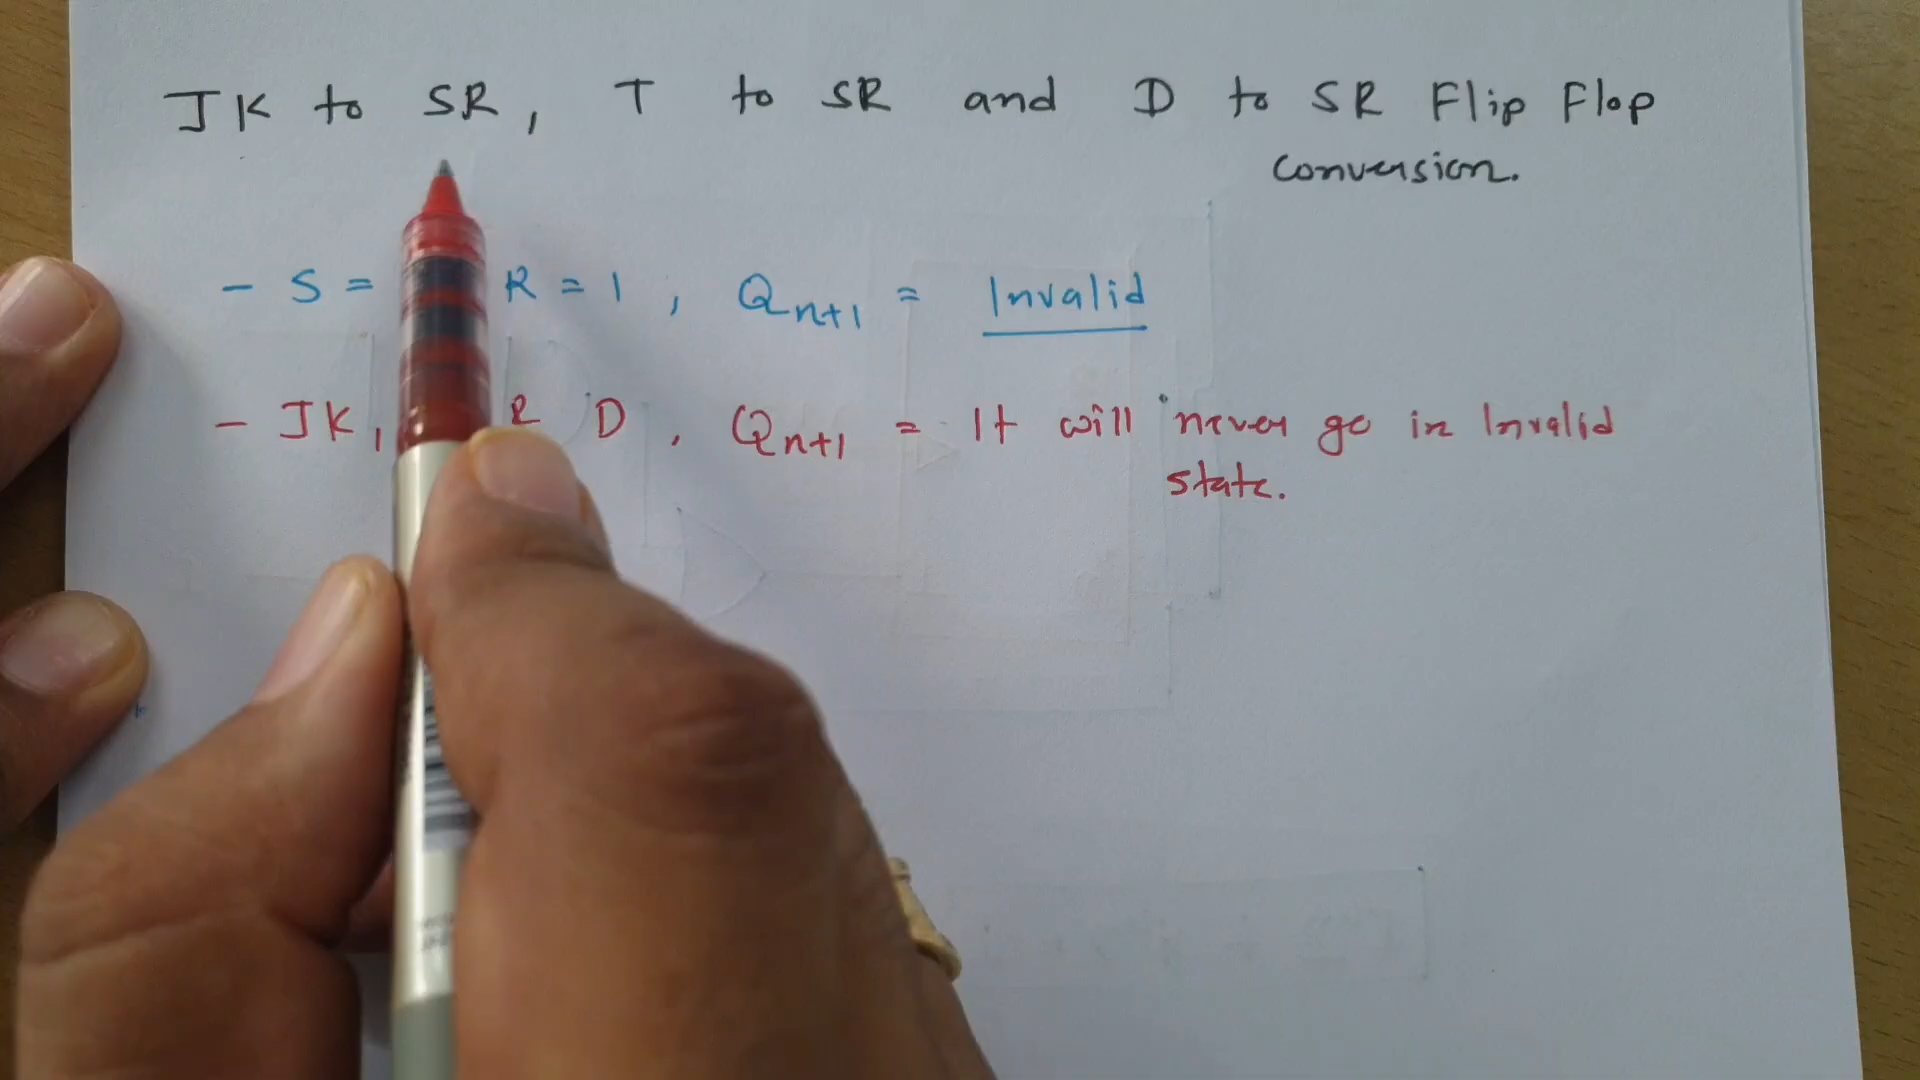 JK to SR, T to SR and D to SR Flip Flop
conversion.
- S = R = 1, Qn+1 = Invalid
- JK, R D, Qn+1 = It will never go in Invalid
state.